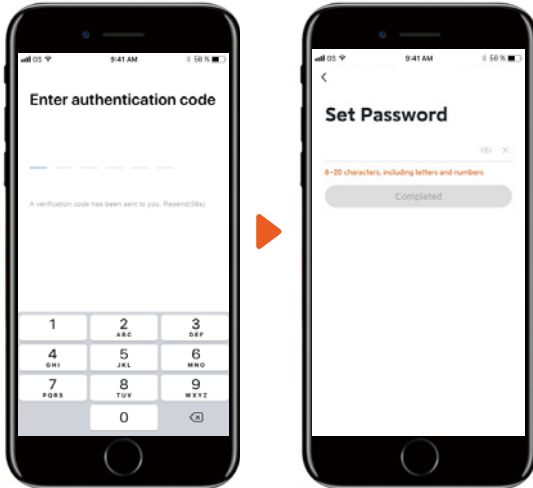 OS 9:41 AM 58 %
Enter authentication code
A verification code has been sent to you. Resend(58s)
1 2 3
ABC DEF
4 5 6
GHI JKL MNO
7 8 9
PQRS TUV WXYZ
0
OS 9:41 AM 58 %
Set Password
6-20 characters, including letters and numbers
Completed